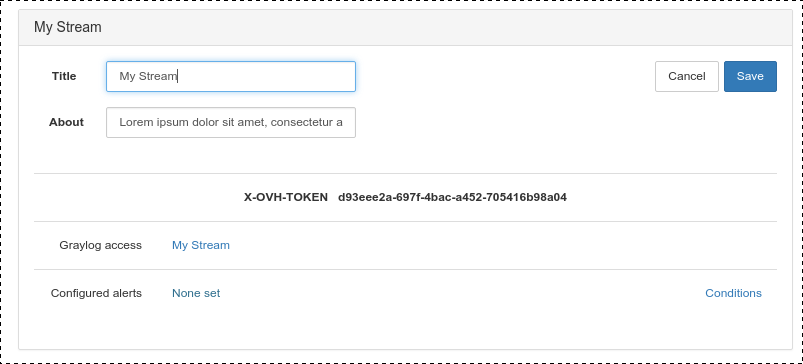 My Stream
Title My Stream Cancel Save
About Lorem ipsum dolor sit amet, consectetur a
X-OVH-TOKEN d93eee2a-697f-4bac-a452-705416b98a04
Graylog access My Stream
Configured alerts None set Conditions